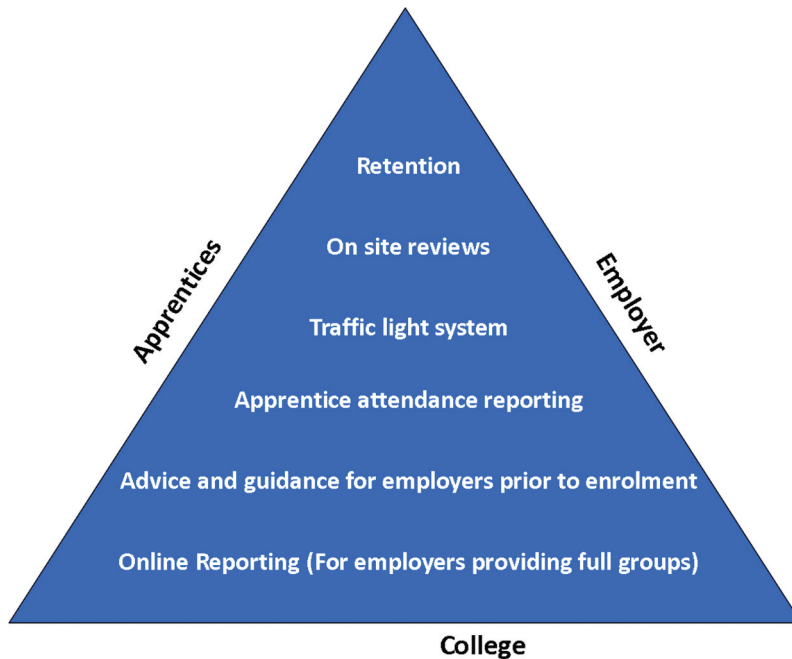 Retention
On site reviews
Apprentices
Employer
Traffic light system
Apprentice attendance reporting
Advice and guidance for employers prior to enrolment
Online Reporting (For employers providing full groups)
College